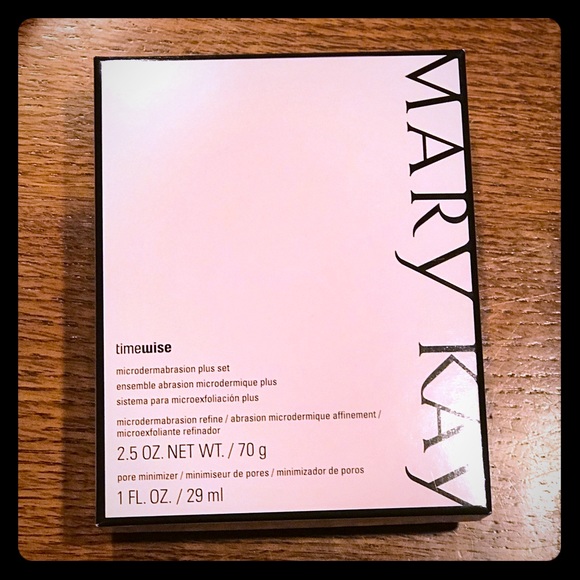 MARY KAY
timewise
microdermabrasion plus set
ensemble abrasion microdermique plus
sistema para microexfoliación plus
microdermabrasion refine / abrasion microdermique affinement /
microexfoliante refinador
2.5 OZ. NET WT. / 70 g
pore minimizer / minimiseur de pores / minimizador de poros
1 FL. OZ. / 29 ml